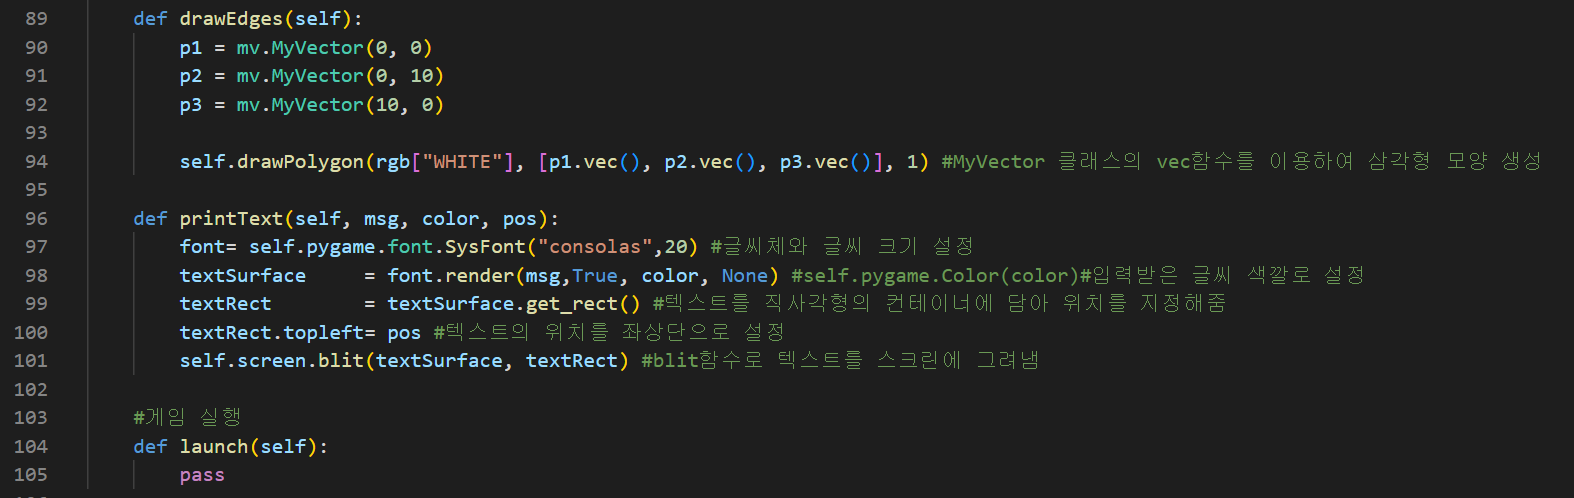 89 def drawEdges(self):
90 p1 = mv.MyVector(0, 0)
91 p2 = mv.MyVector(0, 10)
92 p3 = mv.MyVector(10, 0)
93
94 self.drawPolygon(rgb["WHITE"], [p1.vec(), p2.vec(), p3.vec()], 1) #MyVector 클래스의 vec함수를 이용하여 삼각형 모양 생성
95
96 def printText(self, msg, color, pos):
97 font= self.pygame.font.SysFont("consolas",20) #글씨체와 글씨 크기 설정
98 textSurface     = font.render(msg,True, color, None) #self.pygame.Color(color)#입력받은 글씨 색깔로 설정
99 textRect        = textSurface.get_rect() #텍스트를 직사각형의 컨테이너에 담아 위치를 지정해줌
100 textRect.topleft= pos #텍스트의 위치를 좌상단으로 설정
101 self.screen.blit(textSurface, textRect) #blit함수로 텍스트를 스크린에 그려냄
102
103 #게임 실행
104 def launch(self):
105 pass